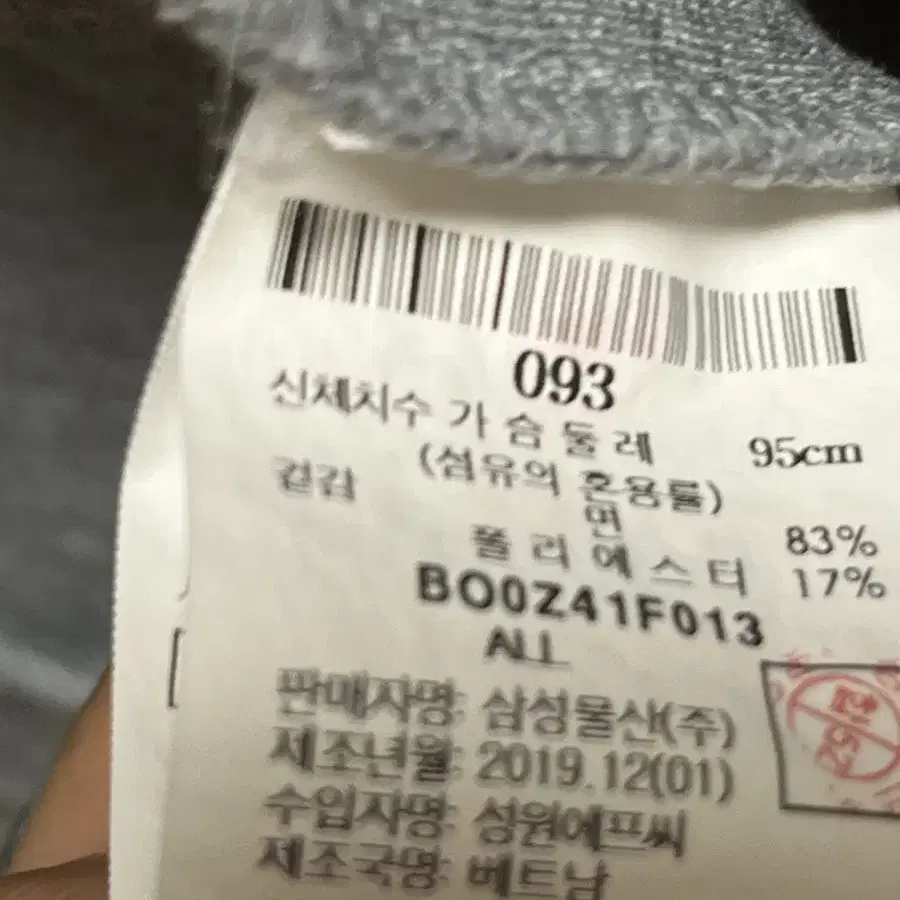 093
신체치수 가슴둘레 95cm
겉감 (섬유의 혼용률)
면 83%
폴리에스터 17%
BO0Z41F013
ALL
판매자명: 삼성물산(주)
제조년월: 2019.12(01)
수입자명: 성원에프씨
제조국명: 베트남